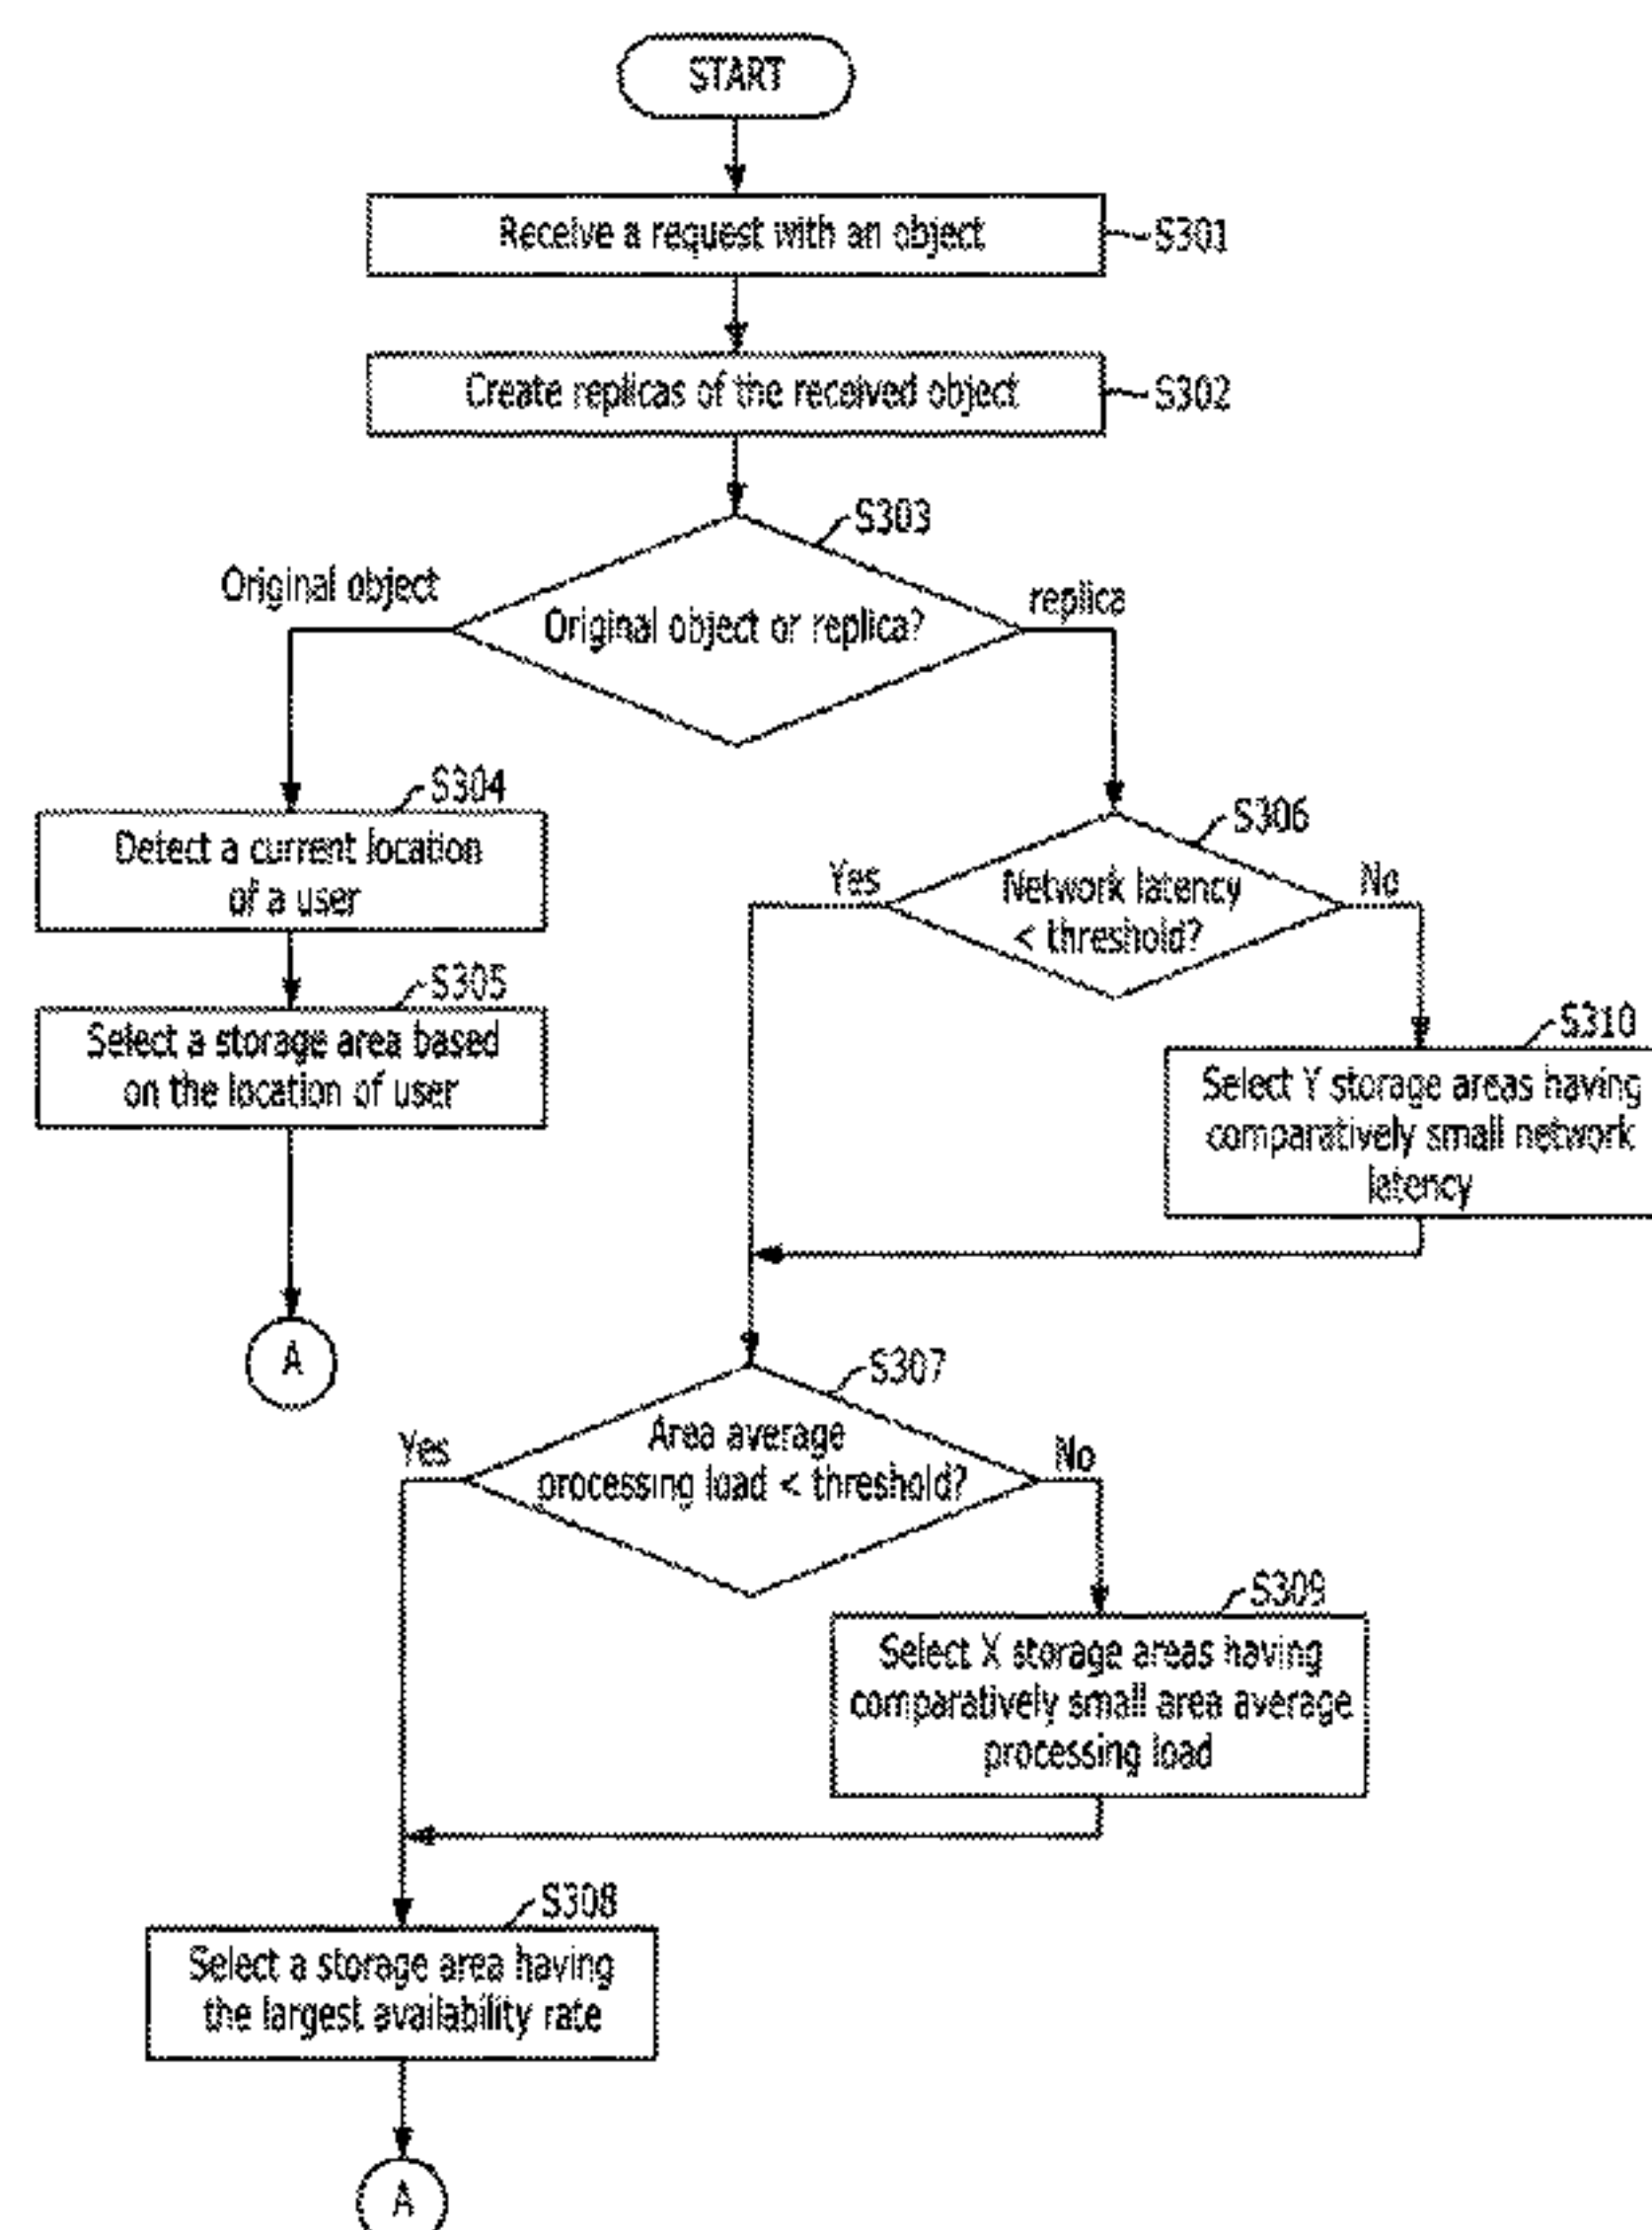 START
Receive a request with an object
S301
Create replicas of the received object
S302
S303
Original object
Original object or replica?
replica
S304
Detect a current location
of a user
S306
Yes
Network latency
< threshold?
No
S305
Select a storage area based
on the location of user
S310
Select Y storage areas having
comparatively small network
latency
A
S307
Yes
Area average
processing load < threshold?
No
S309
Select X storage areas having
comparatively small area average
processing load
S308
Select a storage area having
the largest availability rate
A